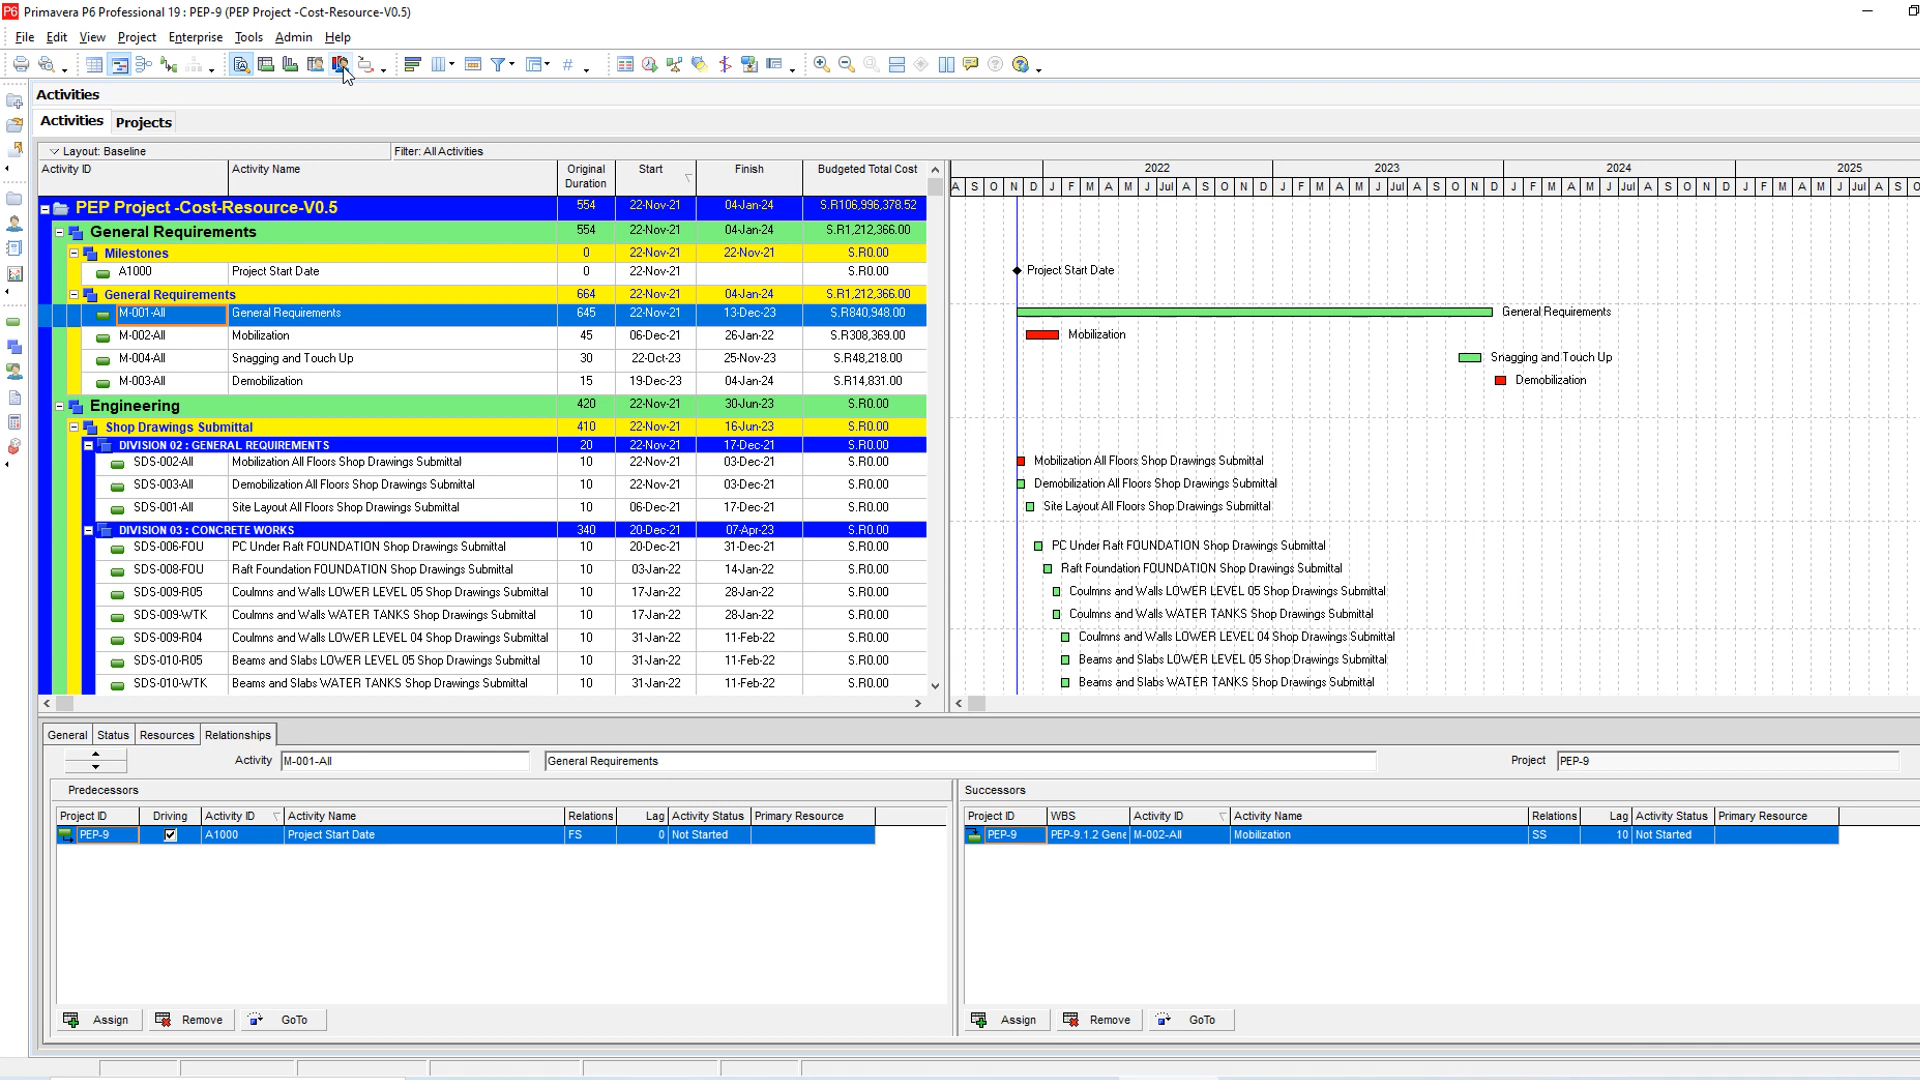 P6 Primavera P6 Professional 19 : PEP-9 (PEP Project -Cost-Resource-V0.5)
File Edit View Project Enterprise Tools Admin Help
Activities
Activities Projects
Layout: Baseline Filter: All Activities
Activity ID Activity Name Original Duration Start Finish Budgeted Total Cost
2022 2023 2024 2025
A S O N D J F M A M J Jul A S O N D J F M A M J Jul A S O N D J F M A M J Jul A S O N D J F M A M J Jul A S O
PEP Project -Cost-Resource-V0.5 554 22-Nov-21 04-Jan-24 S.R106,996,378.52
General Requirements 554 22-Nov-21 04-Jan-24 S.R1,212,366.00
Milestones 0 22-Nov-21 22-Nov-21 S.R0.00
A1000 Project Start Date 0 22-Nov-21 S.R0.00 Project Start Date
General Requirements 664 22-Nov-21 04-Jan-24 S.R1,212,366.00
M-001-All General Requirements 645 22-Nov-21 13-Dec-23 S.R840,948.00 General Requirements
M-002-All Mobilization 45 06-Dec-21 26-Jan-22 S.R308,369.00 Mobilization
M-004-All Snagging and Touch Up 30 22-Oct-23 25-Nov-23 S.R48,218.00 Snagging and Touch Up
M-003-All Demobilization 15 19-Dec-23 04-Jan-24 S.R14,831.00 Demobilization
Engineering 420 22-Nov-21 30-Jun-23 S.R0.00
Shop Drawings Submittal 410 22-Nov-21 16-Jun-23 S.R0.00
DIVISION 02 : GENERAL REQUIREMENTS 20 22-Nov-21 17-Dec-21 S.R0.00
SDS-002-All Mobilization All Floors Shop Drawings Submittal 10 22-Nov-21 03-Dec-21 S.R0.00 Mobilization All Floors Shop Drawings Submittal
SDS-003-All Demobilization All Floors Shop Drawings Submittal 10 22-Nov-21 03-Dec-21 S.R0.00 Demobilization All Floors Shop Drawings Submittal
SDS-001-All Site Layout All Floors Shop Drawings Submittal 10 06-Dec-21 17-Dec-21 S.R0.00 Site Layout All Floors Shop Drawings Submittal
DIVISION 03 : CONCRETE WORKS 340 20-Dec-21 07-Apr-23 S.R0.00
SDS-006-FOU PC Under Raft FOUNDATION Shop Drawings Submittal 10 20-Dec-21 31-Dec-21 S.R0.00 PC Under Raft FOUNDATION Shop Drawings Submittal
SDS-008-FOU Raft Foundation FOUNDATION Shop Drawings Submittal 10 03-Jan-22 14-Jan-22 S.R0.00 Raft Foundation FOUNDATION Shop Drawings Submittal
SDS-009-R05 Coulmns and Walls LOWER LEVEL 05 Shop Drawings Submittal 10 17-Jan-22 28-Jan-22 S.R0.00 Coulmns and Walls LOWER LEVEL 05 Shop Drawings Submittal
SDS-009-WTK Coulmns and Walls WATER TANKS Shop Drawings Submittal 10 17-Jan-22 28-Jan-22 S.R0.00 Coulmns and Walls WATER TANKS Shop Drawings Submittal
SDS-009-R04 Coulmns and Walls LOWER LEVEL 04 Shop Drawings Submittal 10 31-Jan-22 11-Feb-22 S.R0.00 Coulmns and Walls LOWER LEVEL 04 Shop Drawings Submittal
SDS-010-R05 Beams and Slabs LOWER LEVEL 05 Shop Drawings Submittal 10 31-Jan-22 11-Feb-22 S.R0.00 Beams and Slabs LOWER LEVEL 05 Shop Drawings Submittal
SDS-010-WTK Beams and Slabs WATER TANKS Shop Drawings Submittal 10 31-Jan-22 11-Feb-22 S.R0.00 Beams and Slabs WATER TANKS Shop Drawings Submittal
General Status Resources Relationships
Activity M-001-All General Requirements Project PEP-9
Predecessors
Project ID Driving Activity ID Activity Name Relations Lag Activity Status Primary Resource
PEP-9 A1000 Project Start Date FS 0 Not Started
Assign Remove GoTo
Successors
Project ID WBS Activity ID Activity Name Relations Lag Activity Status Primary Resource
PEP-9 PEP-9.1.2 Gene M-002-All Mobilization SS 10 Not Started
Assign Remove GoTo